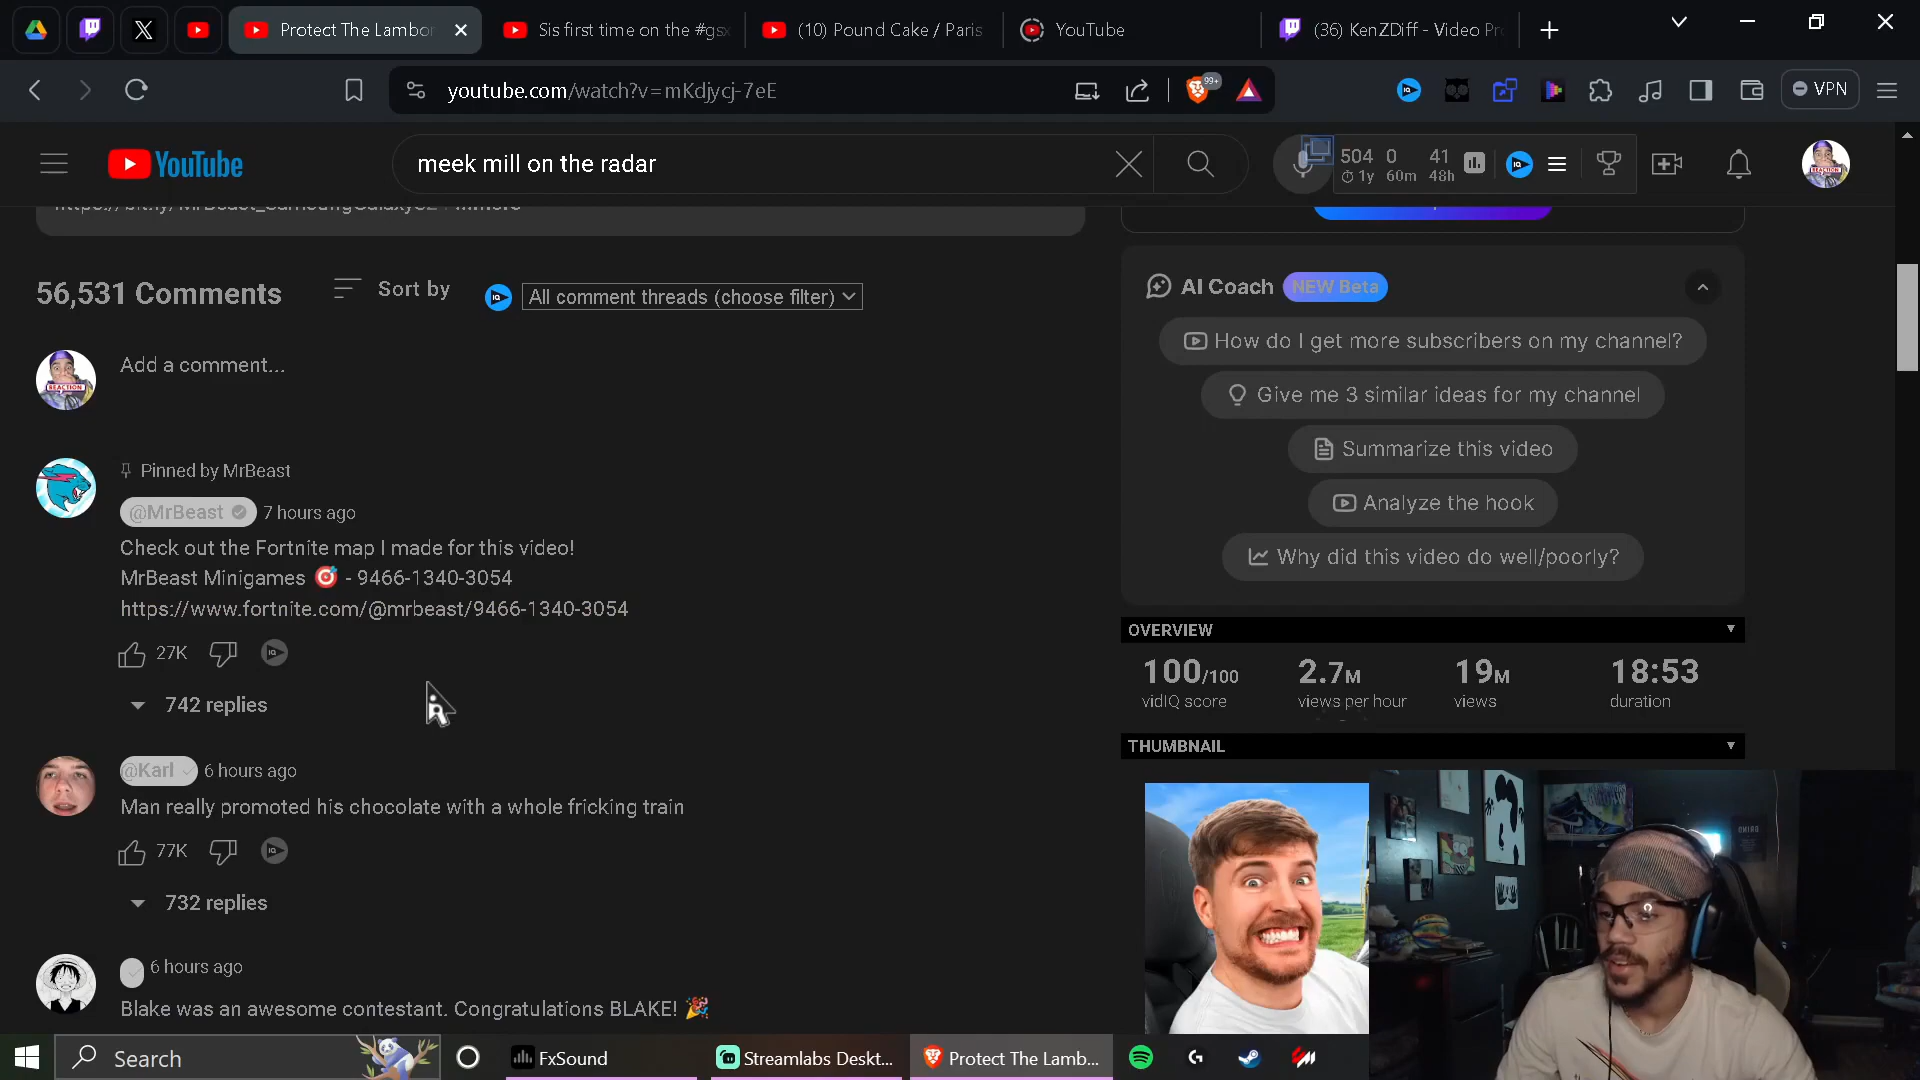 Protect The Lambor
Sis first time on the #gsx
(10) Pound Cake / Paris
YouTube
(36) KenZDiff - Video Pr
youtube.com/watch?v=mKdjycj-7eE
99+
VPN
YouTube
meek mill on the radar
504 0 41
1y 60m 48h
REACTION
56,531 Comments
Sort by
All comment threads (choose filter)
Add a comment...
REACTION
Pinned by MrBeast
@MrBeast 7 hours ago
Check out the Fortnite map I made for this video!
MrBeast Minigames 🎯 - 9466-1340-3054
https://www.fortnite.com/@mrbeast/9466-1340-3054
27K
742 replies
@Karl 6 hours ago
Man really promoted his chocolate with a whole fricking train
77K
732 replies
6 hours ago
Blake was an awesome contestant. Congratulations BLAKE! 🎉
AI Coach NEW Beta
How do I get more subscribers on my channel?
Give me 3 similar ideas for my channel
Summarize this video
Analyze the hook
Why did this video do well/poorly?
OVERVIEW
100/100 2.7M 19M 18:53
vidIQ score views per hour views duration
THUMBNAIL
Search
FxSound
Streamlabs Deskt...
Protect The Lamb...